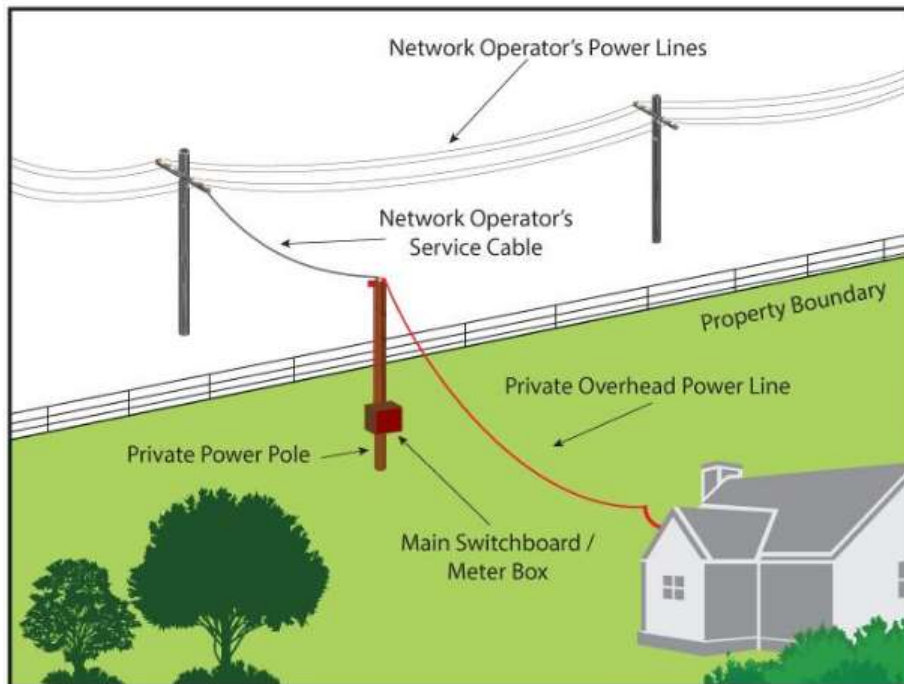 Network Operator's Power Lines
Network Operator's
Service Cable
Property Boundary
Private Overhead Power Line
Private Power Pole
Main Switchboard /
Meter Box